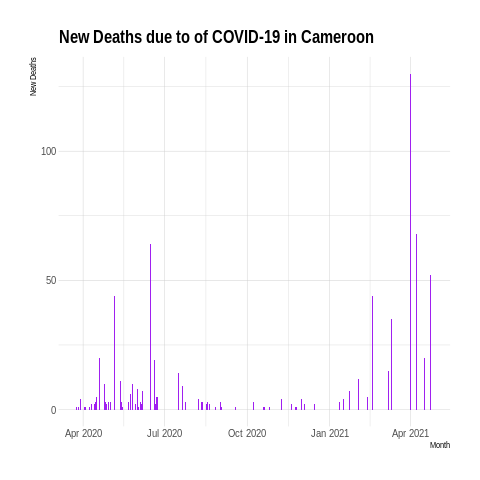 New Deaths due to of COVID-19 in Cameroon
New Deaths
100
50
0
Apr 2020 Jul 2020 Oct 2020 Jan 2021 Apr 2021
Month